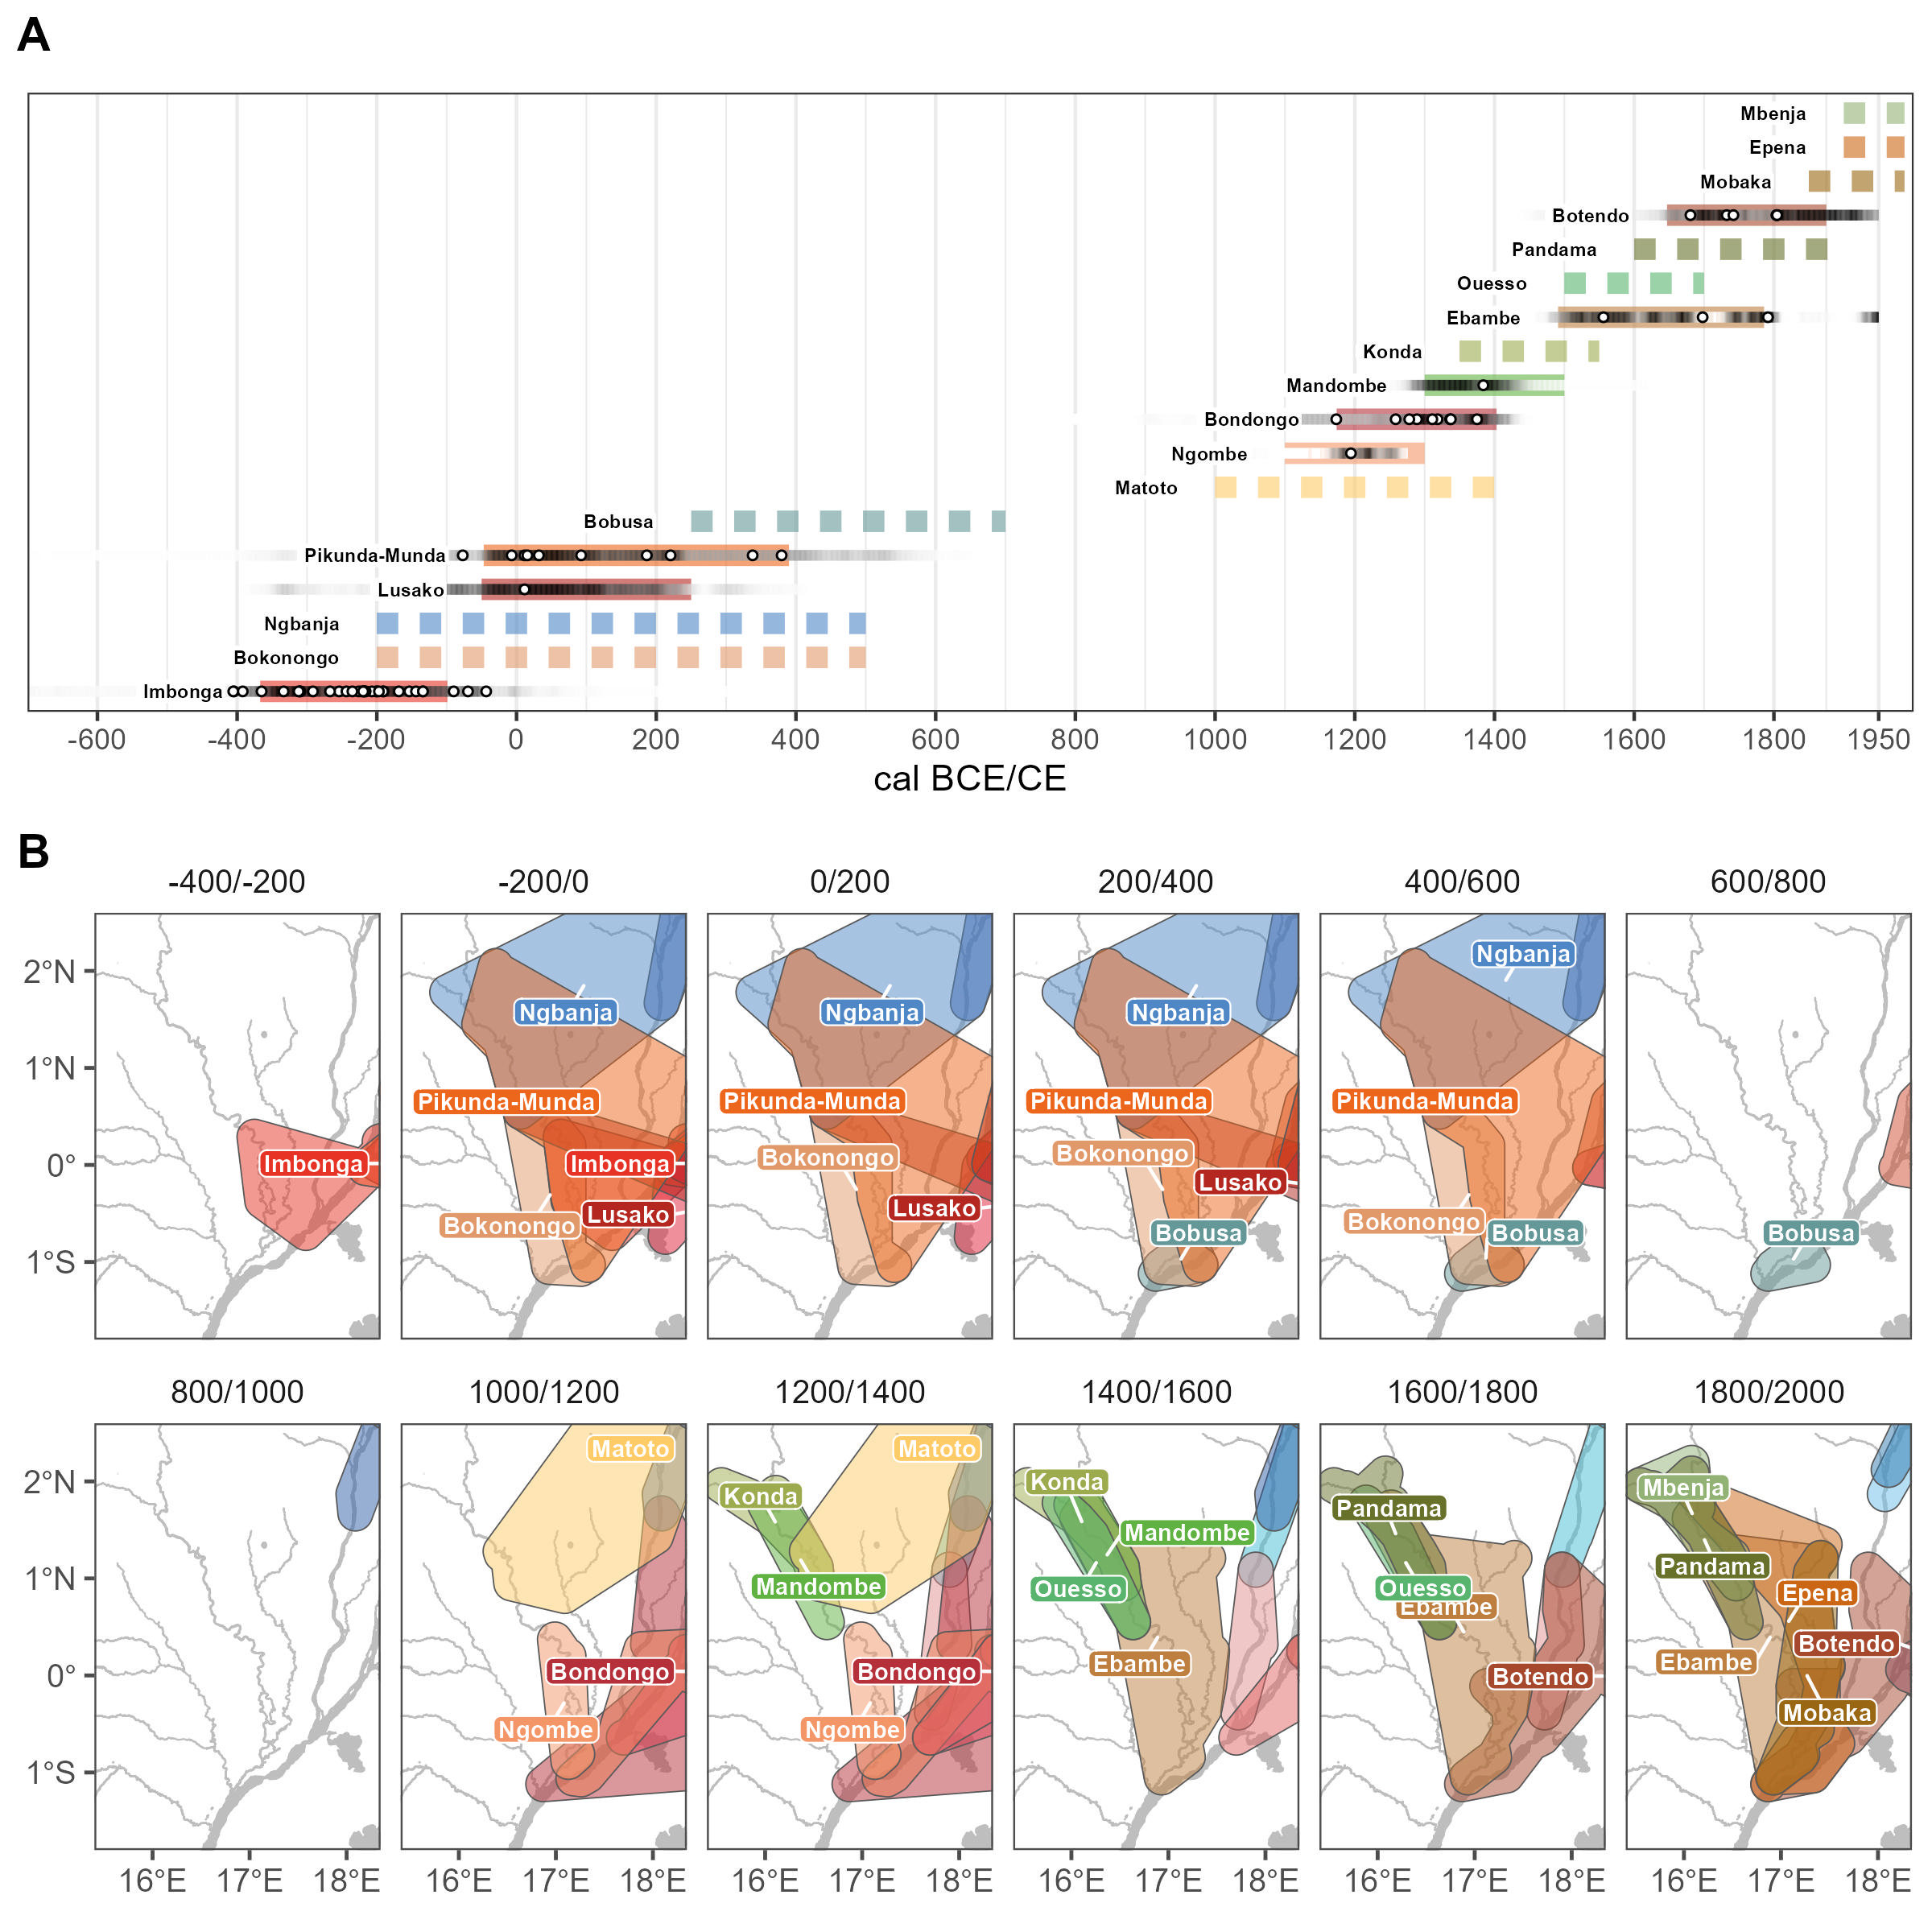 A
Mbenja
Epena
Mobaka
Botendo
Pandama
Ouesso
Ebambe
Konda
Mandombe
Bondongo
Ngombe
Matoto
Bobusa
Pikunda-Munda
Lusako
Ngbanja
Bokonongo
Imbonga
-600 -400 -200 0 200 400 600 800 1000 1200 1400 1600 1800 1950
cal BCE/CE
B
-400/-200 -200/0 0/200 200/400 400/600 600/800
2°N
1°N
0°
1°S
Imbonga
Ngbanja
Pikunda-Munda
Imbonga
Lusako
Bokonongo
Ngbanja
Pikunda-Munda
Bokonongo
Lusako
Ngbanja
Pikunda-Munda
Bokonongo
Lusako
Bobusa
Ngbanja
Pikunda-Munda
Bokonongo
Bobusa
Bobusa
800/1000 1000/1200 1200/1400 1400/1600 1600/1800 1800/2000
2°N
1°N
0°
1°S
Matoto
Bondongo
Ngombe
Matoto
Konda
Mandombe
Bondongo
Ngombe
Konda
Mandombe
Ouesso
Ebambe
Pandama
Ouesso
Ebambe
Botendo
Mbenja
Pandama
Epena
Botendo
Ebambe
Mobaka
16°E 17°E 18°E 16°E 17°E 18°E 16°E 17°E 18°E 16°E 17°E 18°E 16°E 17°E 18°E 16°E 17°E 18°E